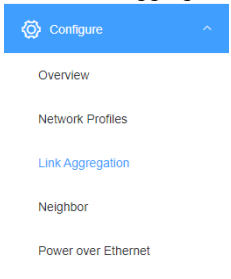 Configure
Overview
Network Profiles
Link Aggregation
Neighbor
Power over Ethernet